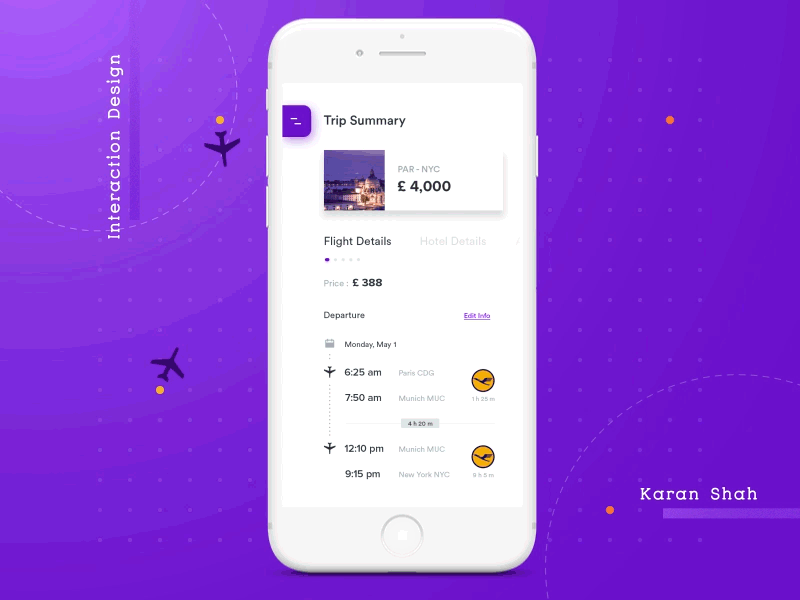 Interaction Design
Trip Summary
PAR - NYC
£ 4,000
Flight Details
Hotel Details
Price : £ 388
Departure
Edit Info
Monday, May 1
6:25 am Paris CDG
7:50 am Munich MUC 1 h 25 m
4 h 20 m
12:10 pm Munich MUC
9:15 pm New York NYC 9 h 5 m
Karan Shah